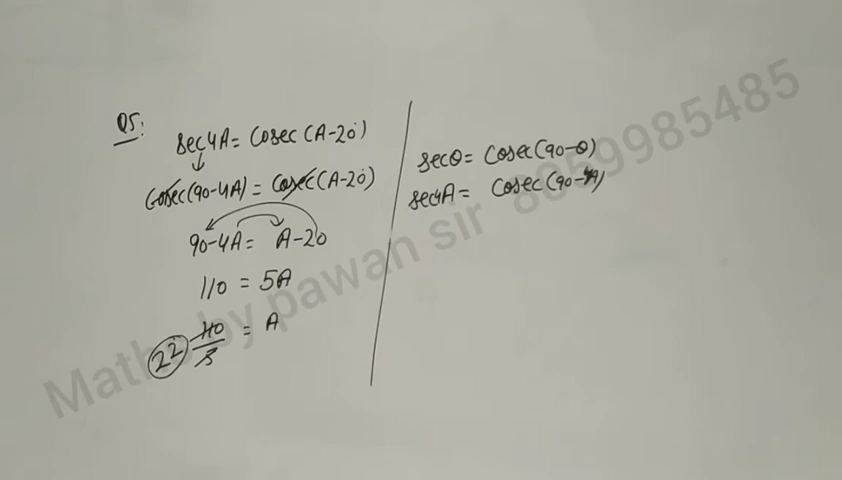 Q5:
sec4A = cosec (A-20°)
cosec(90-4A) = cosec(A-20°)
90-4A = A-20
110 = 5A
22° 110/5 = A
secθ = cosec(90-θ)
sec4A = cosec(90-4A)
Maths by pawan sir 8059985485